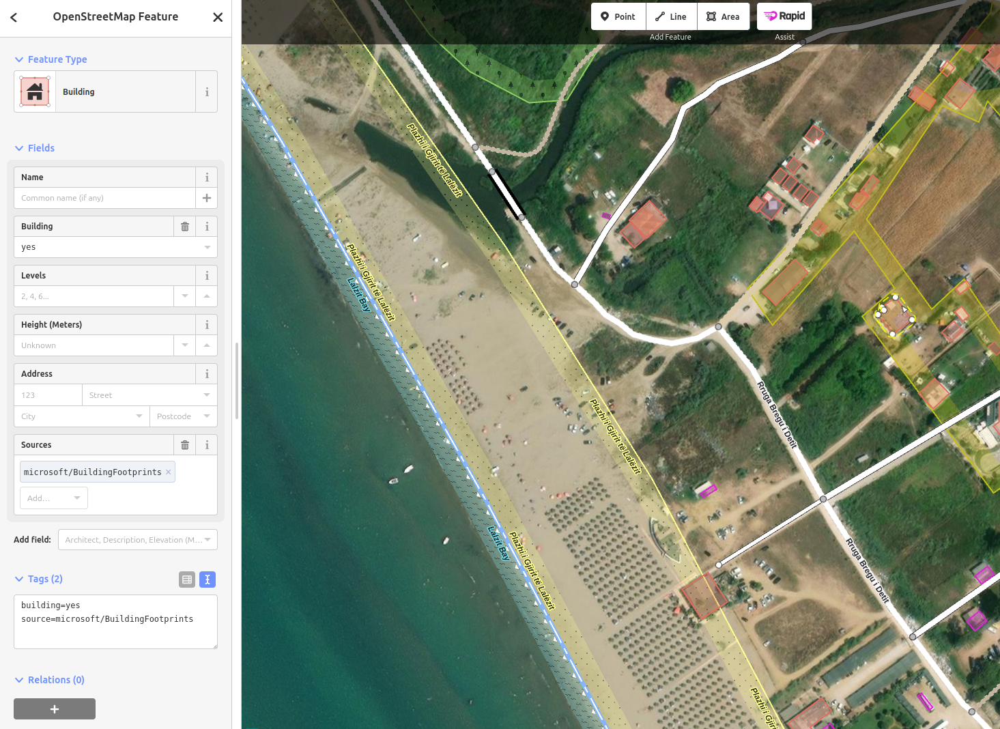 OpenStreetMap Feature
Feature Type
Building
Fields
Name
Common name (if any)
Building
yes
Levels
2, 4, 6...
Height (Meters)
Unknown
Address
123
Street
City
Postcode
Sources
microsoft/BuildingFootprints
Add...
Add field:
Architect, Description, Elevation (M...
Tags (2)
building=yes
source=microsoft/BuildingFootprints
Relations (0)
Point
Line
Area
Rapid
Add Feature
Assist
Plazhi i Gjirit të Lalëzit
Plazhi i Gjirit të Lalëzit
Lalzit Bay
Plazhi i Gjirit të Lalëzit
Rruga Bregu i Detit
Lalzit Bay
Plazhi i Gjirit të Lalëzit
Rruga Bregu i Detit
Plazhi i Gjiri